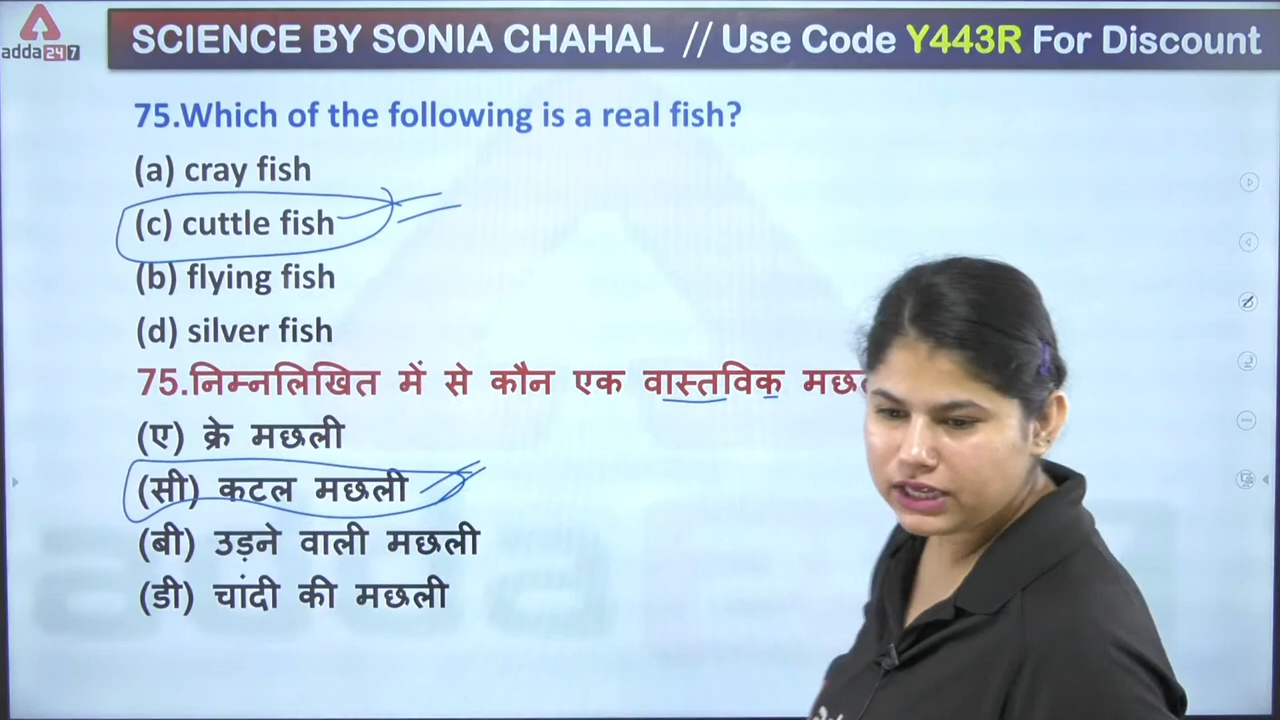 adda247
SCIENCE BY SONIA CHAHAL // Use Code Y443R For Discount
75.Which of the following is a real fish?
(a) cray fish
(c) cuttle fish
(b) flying fish
(d) silver fish
75.निम्नलिखित में से कौन एक वास्तविक
(ए) क्रे मछली
(सी) कटल मछली
(बी) उड़ने वाली मछली
(डी) चांदी की मछली